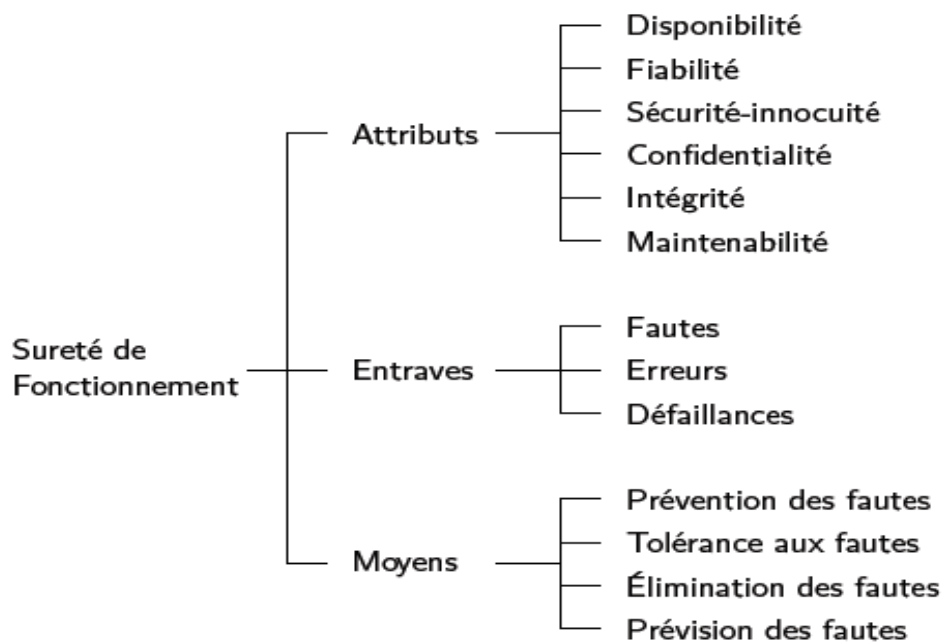 Disponibilité
Fiabilité
Sécurité-innocuité
Attributs
Confidentialité
Intégrité
Maintenabilité
Sureté de
Fonctionnement
Entraves
Fautes
Erreurs
Défaillances
Moyens
Prévention des fautes
Tolérance aux fautes
Élimination des fautes
Prévision des fautes